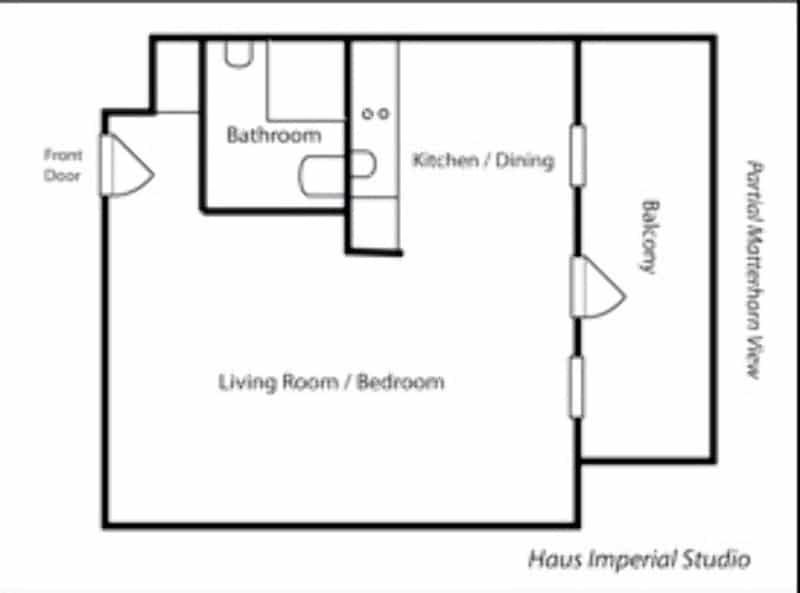 Bathroom
Front
Door
Kitchen / Dining
Balcony
Partial Matterhorn View
Living Room / Bedroom
Haus Imperial Studio